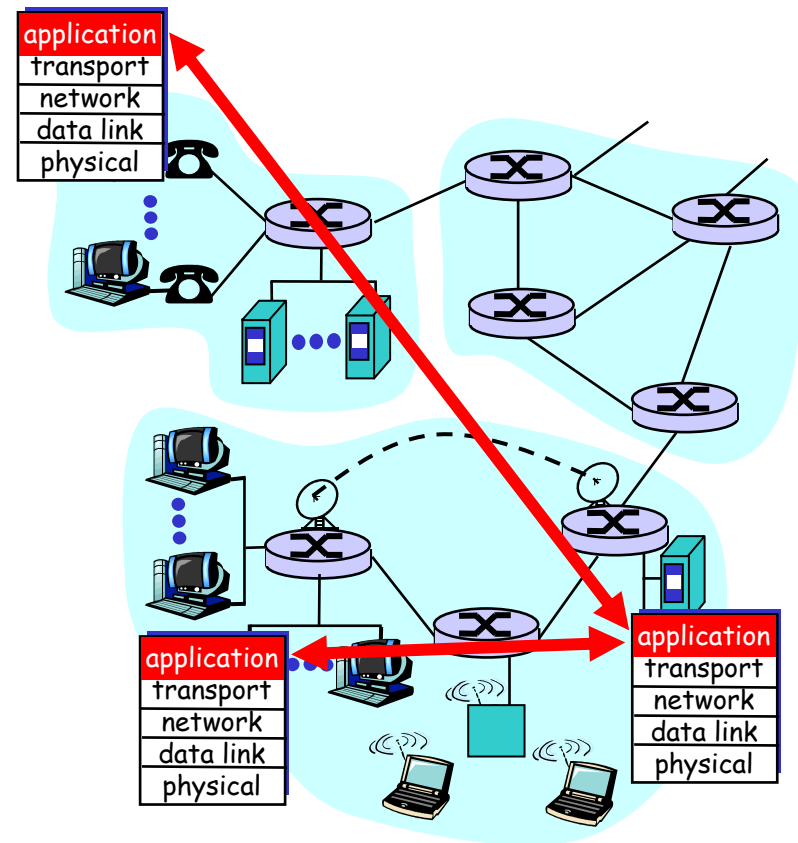 application
transport
network
data link
physical
application
transport
network
data link
physical
application
transport
network
data link
physical